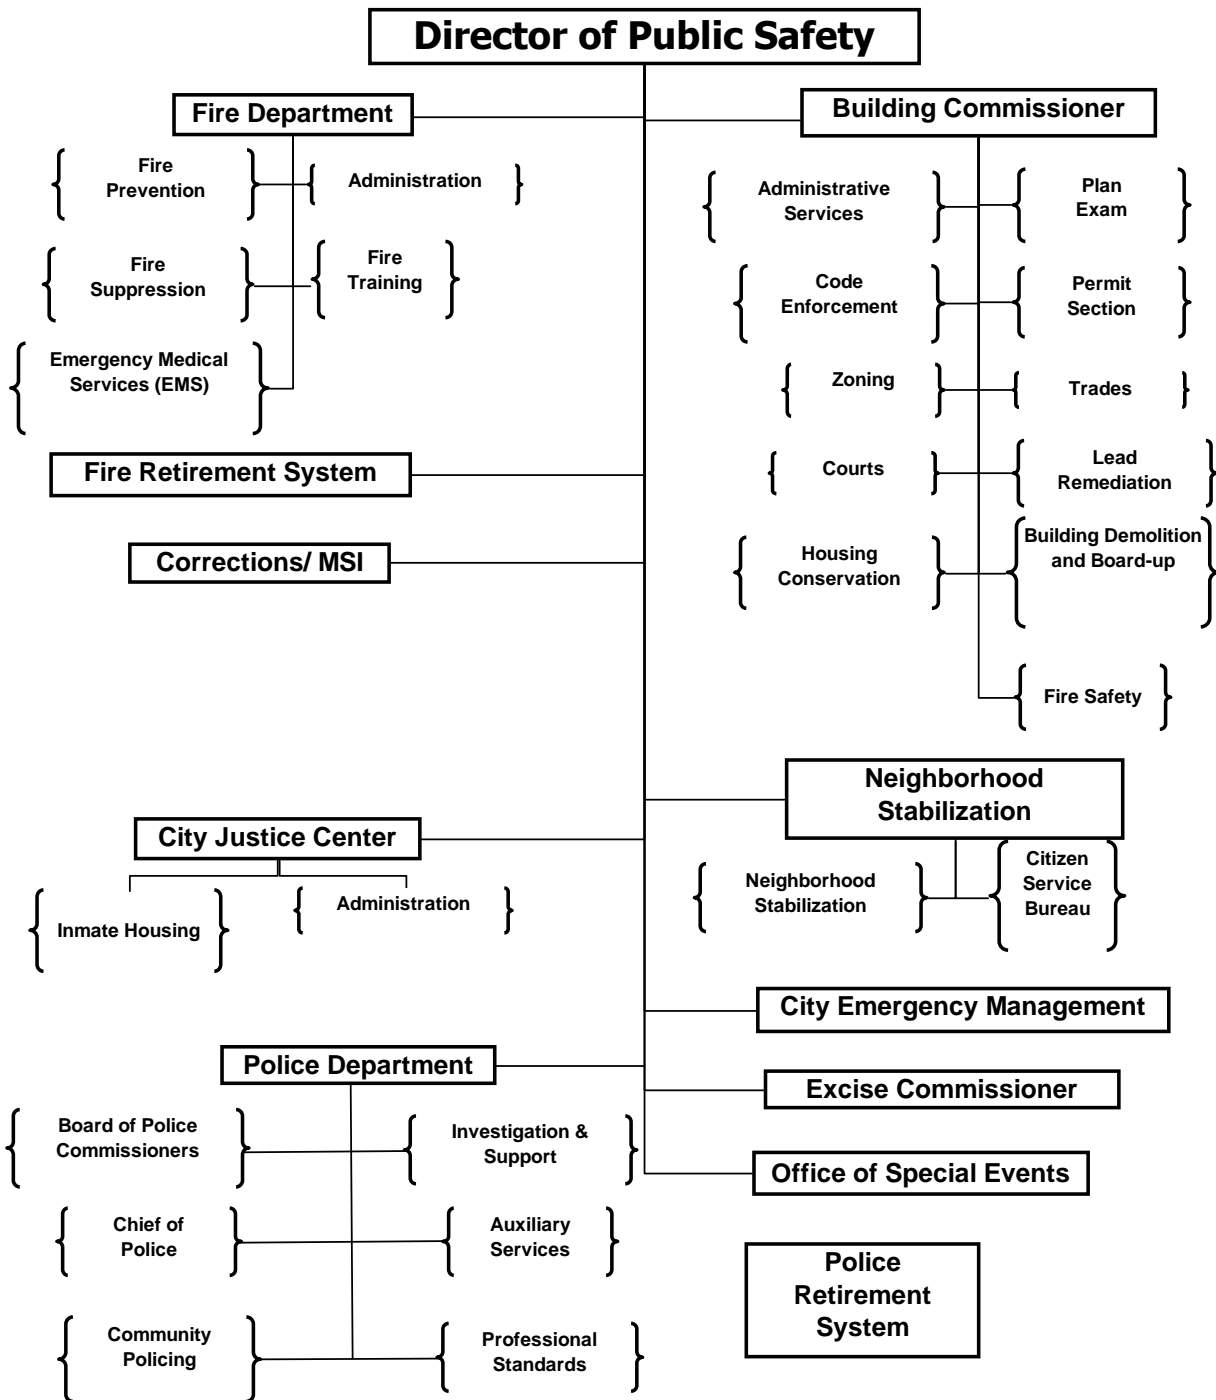 Director of Public Safety
Fire Department
Fire
Prevention
Administration
Fire
Suppression
Fire
Training
Emergency Medical
Services (EMS)
Fire Retirement System
Corrections/ MSI
City Justice Center
Inmate Housing
Administration
Police Department
Board of Police
Commissioners
Investigation &
Support
Chief of
Police
Auxiliary
Services
Community
Policing
Professional
Standards
Building Commissioner
Administrative
Services
Plan
Exam
Code
Enforcement
Permit
Section
Zoning
Trades
Courts
Lead
Remediation
Housing
Conservation
Building Demolition
and Board-up
Fire Safety
Neighborhood
Stabilization
Neighborhood
Stabilization
Citizen
Service
Bureau
City Emergency Management
Excise Commissioner
Office of Special Events
Police
Retirement
System